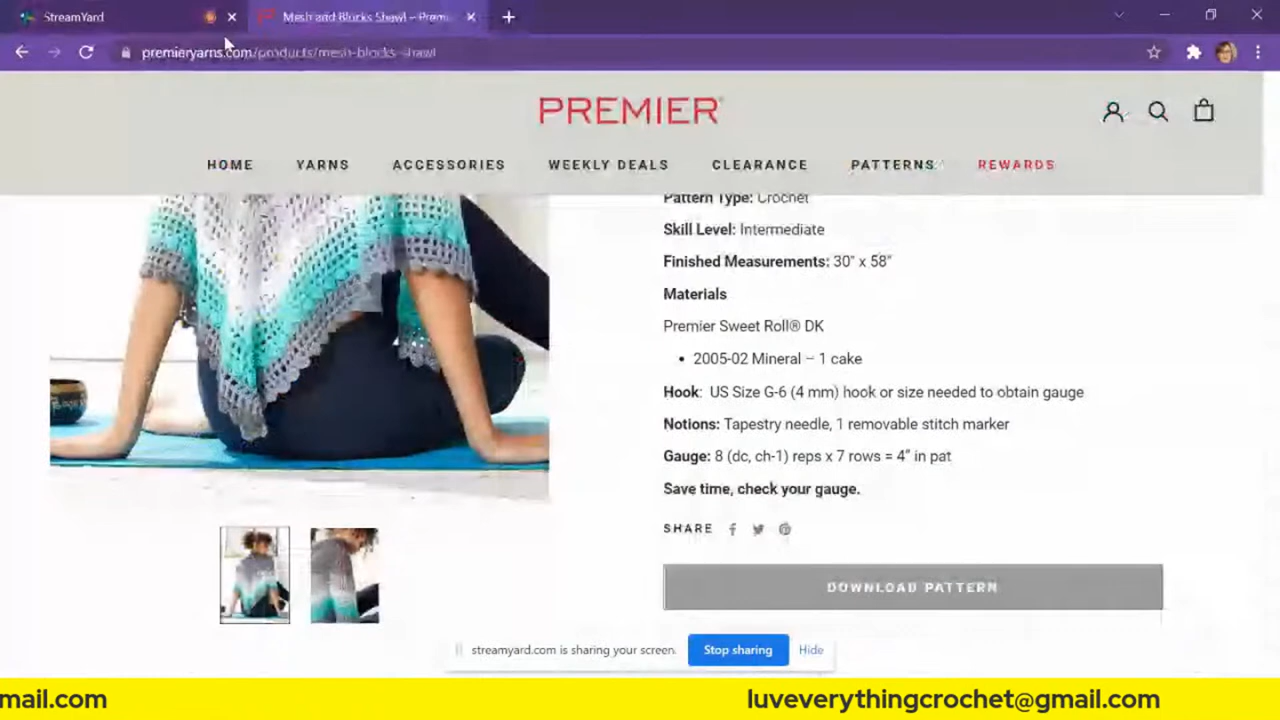 StreamYard
Mesh and Blocks Shawl – Premi
premieryarns.com/products/mesh-blocks-shawl
PREMIER
HOME YARNS ACCESSORIES WEEKLY DEALS CLEARANCE PATTERNS REWARDS
Pattern Type: Crochet
Skill Level: Intermediate
Finished Measurements: 30" x 58"
Materials
Premier Sweet Roll® DK
• 2005-02 Mineral – 1 cake
Hook: US Size G-6 (4 mm) hook or size needed to obtain gauge
Notions: Tapestry needle, 1 removable stitch marker
Gauge: 8 (dc, ch-1) reps x 7 rows = 4" in pat
Save time, check your gauge.
SHARE
DOWNLOAD PATTERN
streamyard.com is sharing your screen. Stop sharing Hide
mail.com luveverythingcrochet@gmail.com